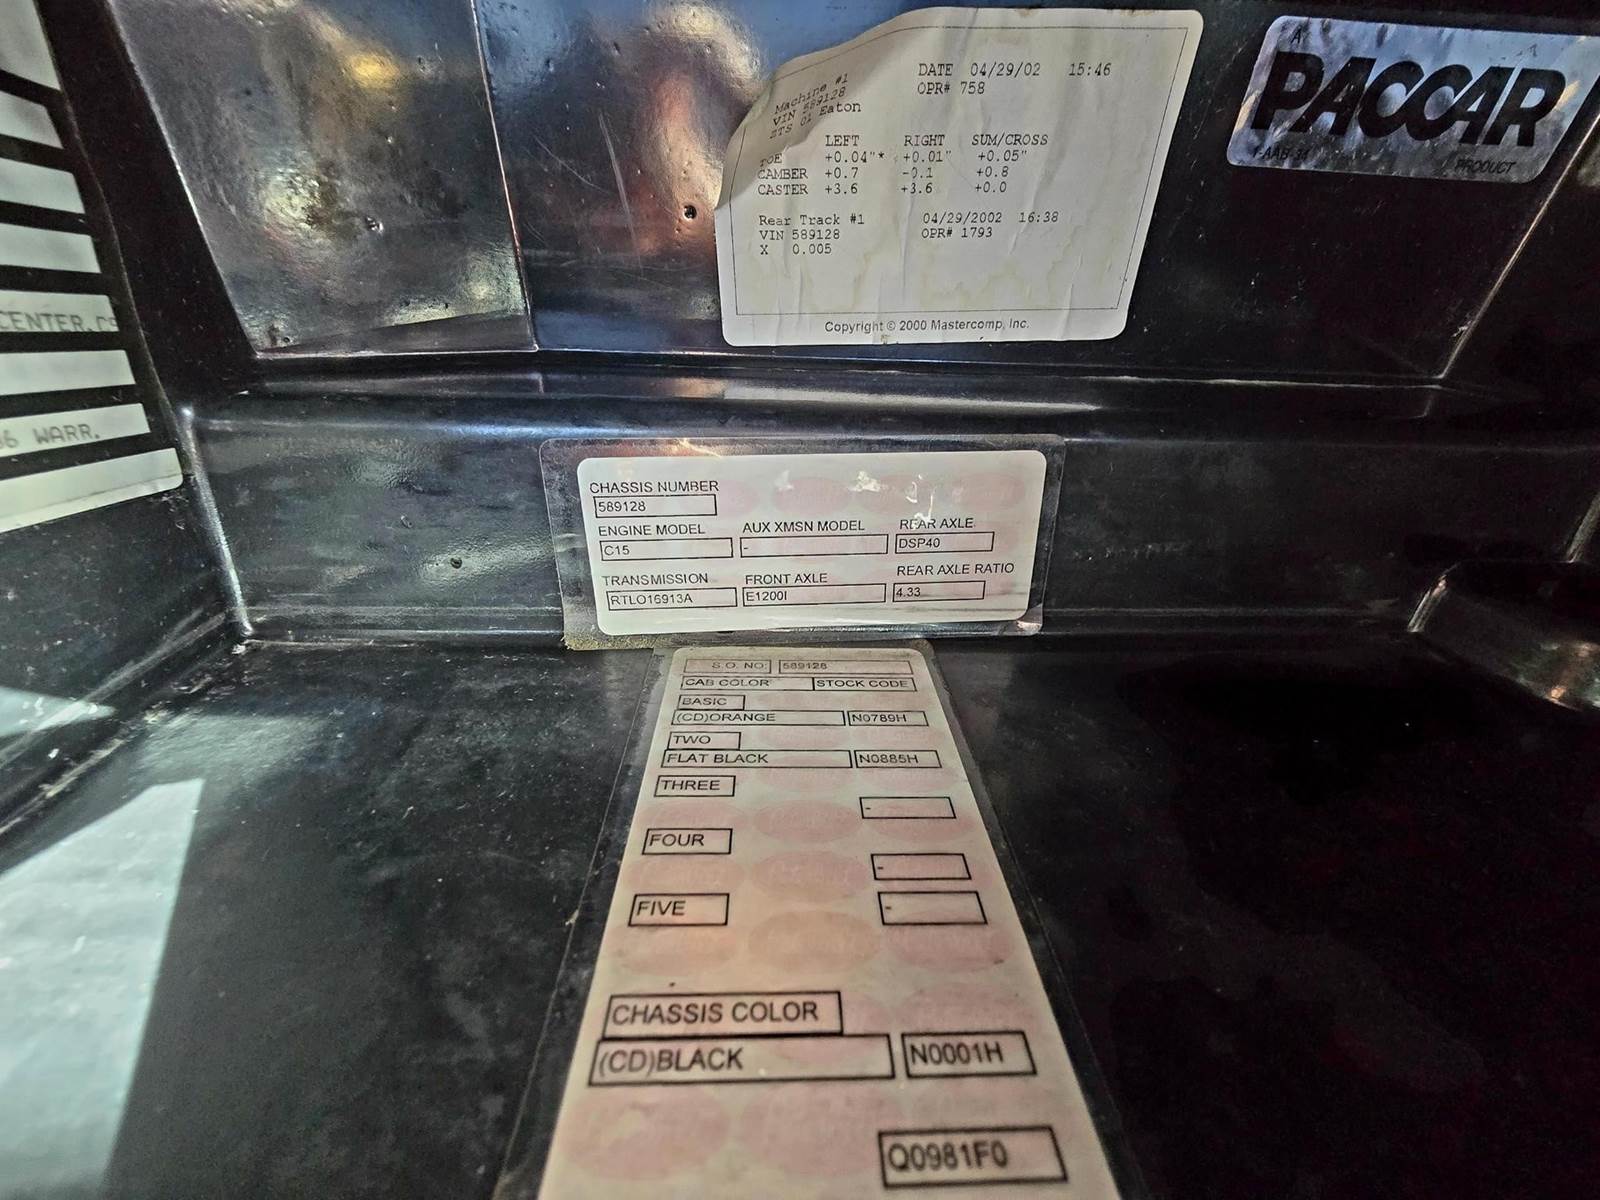 CENTER,
WARR.
Machine #1
VIN 589128
STS 01 Eaton
DATE 04/29/02 15:46
OPR# 758
LEFT RIGHT SUM/CROSS
TOE +0.04"* +0.01" +0.05"
CAMBER +0.7 -0.1 +0.8
CASTER +3.6 +3.6 +0.0
Rear Track #1 04/29/2002 16:38
VIN 589128 OPR# 1793
X 0.005
Copyright © 2000 Mastercomp, Inc.
A
PACCAR
PRODUCT
CHASSIS NUMBER
589128
ENGINE MODEL AUX XMSN MODEL REAR AXLE
C15 - DSP40
TRANSMISSION FRONT AXLE REAR AXLE RATIO
RTLO16913A E1200I 4.33
S.O. NO: 589128
CAB COLOR STOCK CODE
BASIC
(CD)ORANGE N0789H
TWO
FLAT BLACK N0885H
THREE
-
FOUR
-
FIVE -
CHASSIS COLOR
(CD)BLACK N0001H
Q0981F0